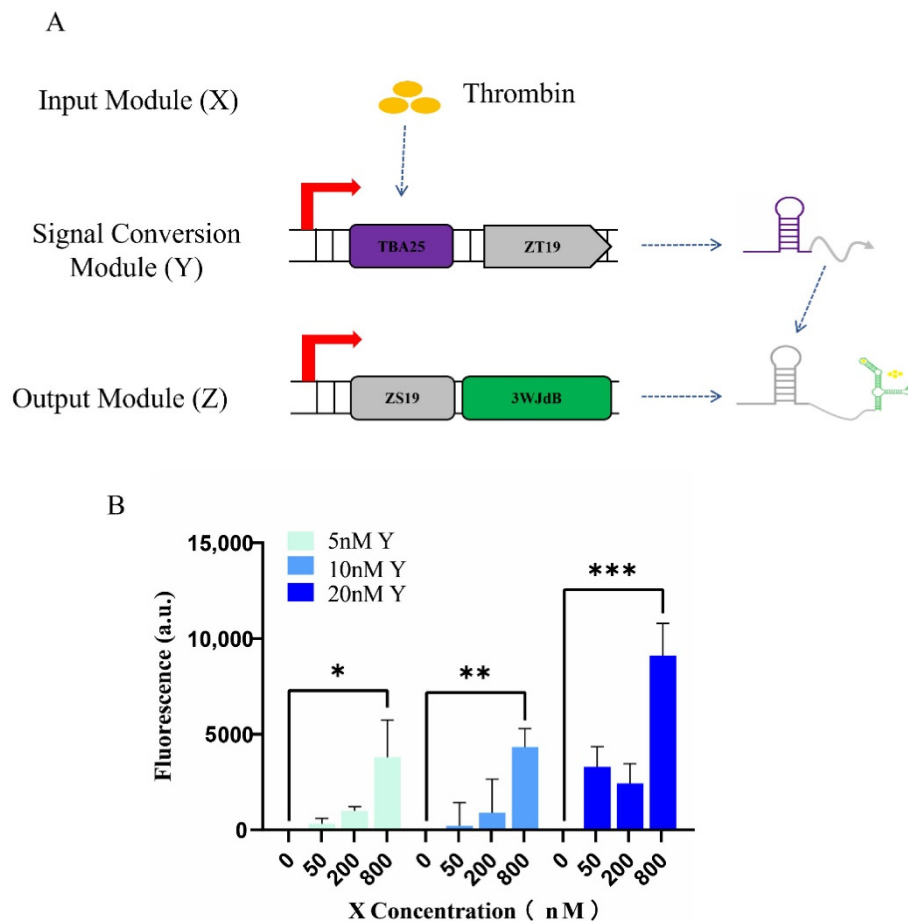 A
Input Module (X)
Thrombin
Signal Conversion
Module (Y)
TBA25
ZT19
Output Module (Z)
ZS19
3WJdB
B
5nM Y
10nM Y
20nM Y
Fluorescence (a.u.)
15,000
10,000
5000
0
*
**
***
0 50 200 800 0 50 200 800 0 50 200 800
X Concentration ( nM)